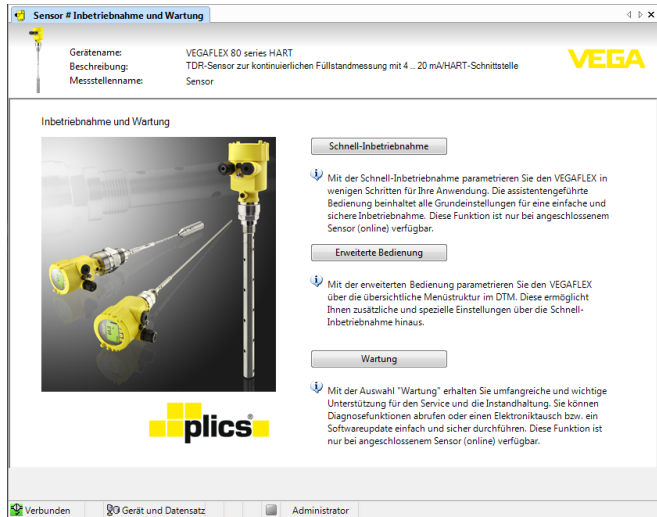 Sensor # Inbetriebnahme und Wartung
Gerätename: VEGAFLEX 80 series HART
Beschreibung: TDR-Sensor zur kontinuierlichen Füllstandmessung mit 4 .. 20 mA/HART-Schnittstelle
Messstellenname: Sensor
VEGA
Inbetriebnahme und Wartung
Schnell-Inbetriebnahme
Mit der Schnell-Inbetriebnahme parametrieren Sie den VEGAFLEX in
wenigen Schritten für Ihre Anwendung. Die assistentengeführte
Bedienung beinhaltet alle Grundeinstellungen für eine einfache und
sichere Inbetriebnahme. Diese Funktion ist nur bei angeschlossenem
Sensor (online) verfügbar.
Erweiterte Bedienung
Mit der erweiterten Bedienung parametrieren Sie den VEGAFLEX
über die übersichtliche Menüstruktur im DTM. Diese ermöglicht
Ihnen zusätzliche und spezielle Einstellungen über die Schnell-
Inbetriebnahme hinaus.
Wartung
Mit der Auswahl "Wartung" erhalten Sie umfangreiche und wichtige
Unterstützung für den Service und die Instandhaltung. Sie können
Diagnosefunktionen abrufen oder einen Elektroniktausch bzw. ein
Softwareupdate einfach und sicher durchführen. Diese Funktion ist
nur bei angeschlossenem Sensor (online) verfügbar.
plics®
Verbunden
Gerät und Datensatz
Administrator